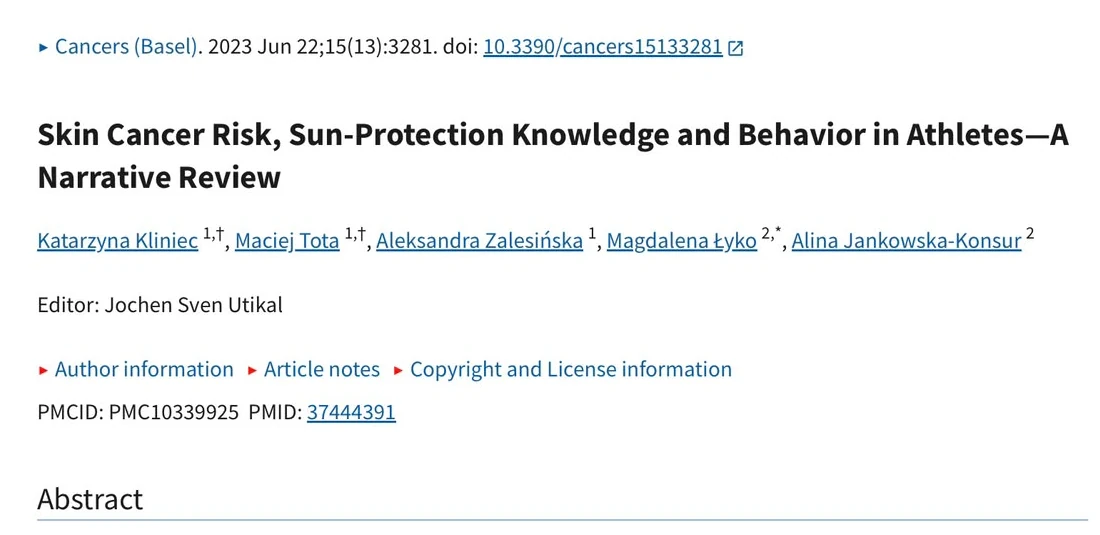 ▸ Cancers (Basel). 2023 Jun 22;15(13):3281. doi: 10.3390/cancers15133281
Skin Cancer Risk, Sun-Protection Knowledge and Behavior in Athletes—A
Narrative Review
Katarzyna Kliniec 1,†, Maciej Tota 1,†, Aleksandra Zalesińska 1, Magdalena Łyko 2,*, Alina Jankowska-Konsur 2
Editor: Jochen Sven Utikal
▸ Author information ▸ Article notes ▸ Copyright and License information
PMCID: PMC10339925 PMID: 37444391
Abstract